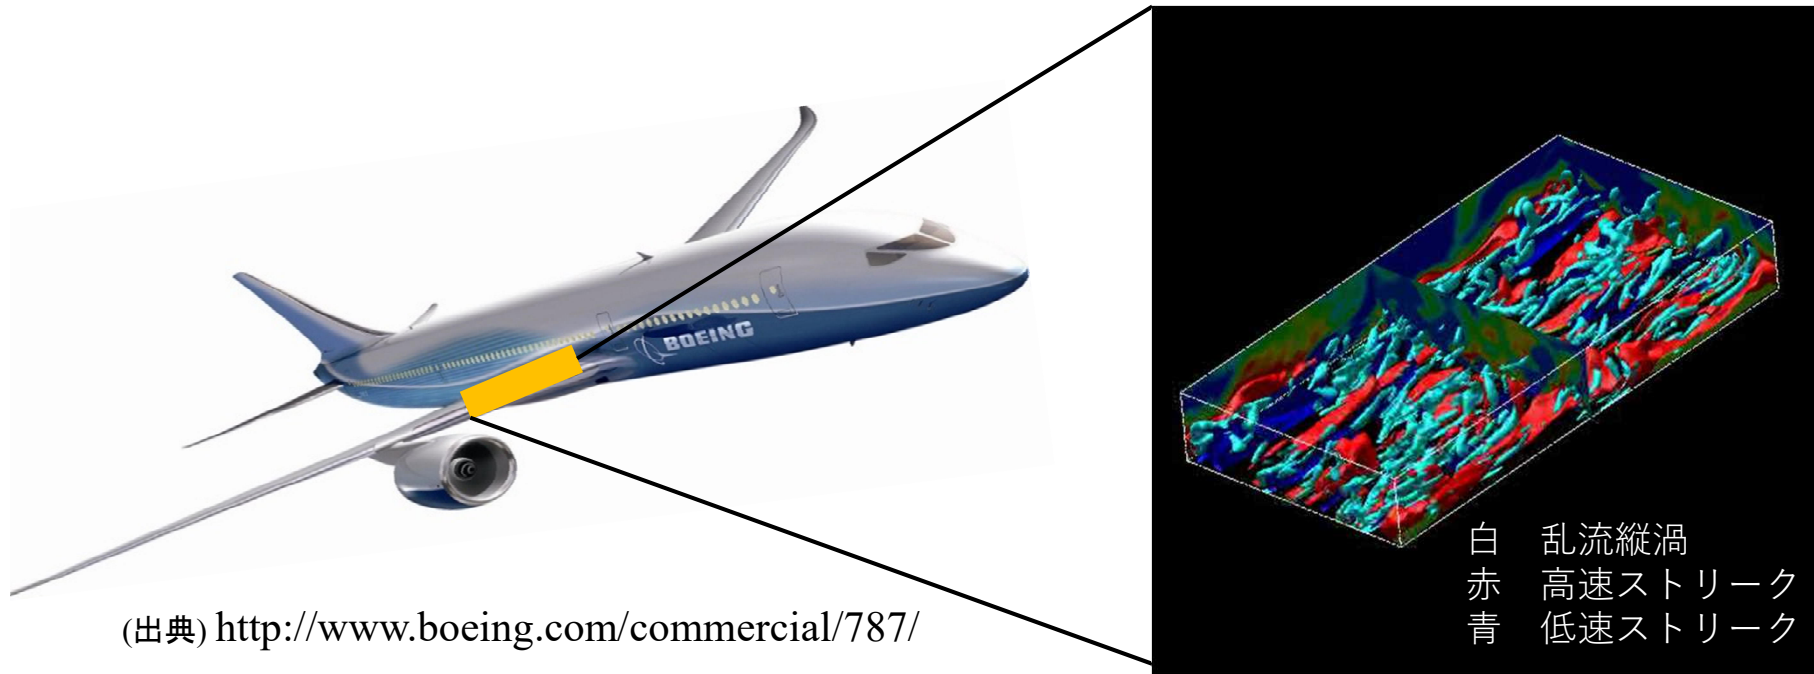 BOEING
(出典) http://www.boeing.com/commercial/787/
白 乱流縦渦
赤 高速ストリーク
青 低速ストリーク